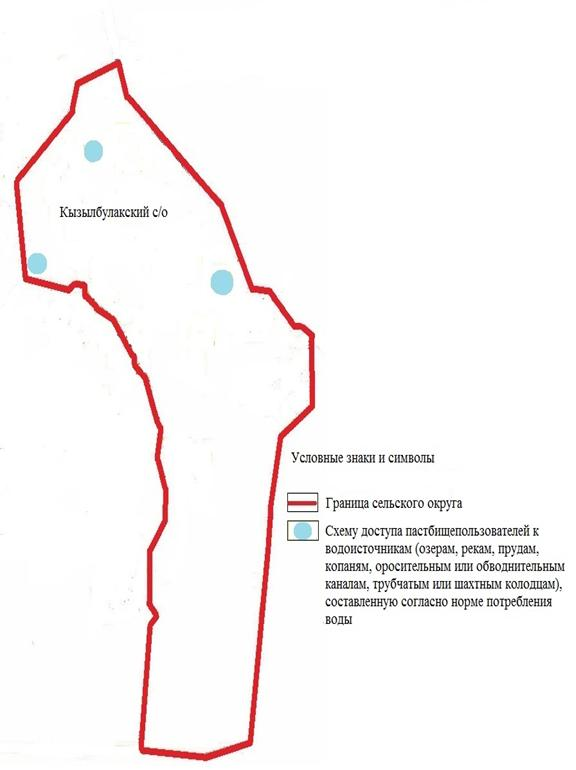 Кызылбулакский с/о
Условные знаки и символы
Граница сельского округа
Схему доступа пастбищепользователей к
водоисточникам (озерам, рекам, прудам,
копаням, оросительным или обводнительным
каналам, трубчатым или шахтным колодцам),
составленную согласно норме потребления
воды